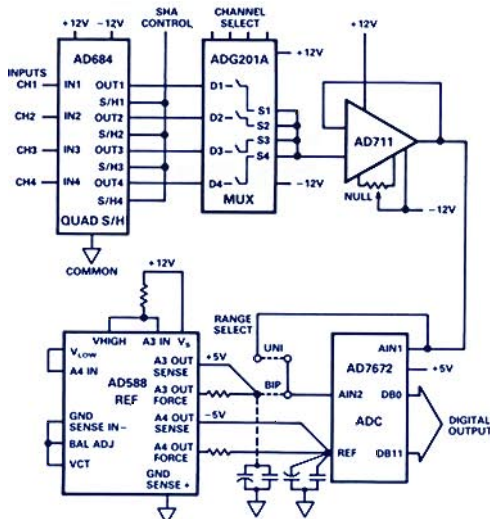 SHA CONTROL
CHANNEL SELECT
+12V -12V
AD684
INPUTS
CH1
CH2
CH3
CH4
IN1
IN2
IN3
IN4
OUT1
S/H1
OUT2
S/H2
OUT3
S/H3
OUT4
S/H4
QUAD S/H
COMMON
ADG201A
D1
D2
D3
D4
S1
S2
S3
S4
MUX
+12V
-12V
+12V
AD711
NULL
-12V
+12V
VHIGH
A3 IN
VS
VLOW
A4 IN
AD588
REF
GND
SENSE IN-
BAL ADJ
VCT
A3 OUT
SENSE
A3 OUT
FORCE
A4 OUT
SENSE
A4 OUT
FORCE
GND
SENSE +
+5V
-5V
RANGE
SELECT
UNI
BIP
AIN1
AD7672
AIN2
ADC
REF
+5V
DB0
DB11
DIGITAL
OUTPUT